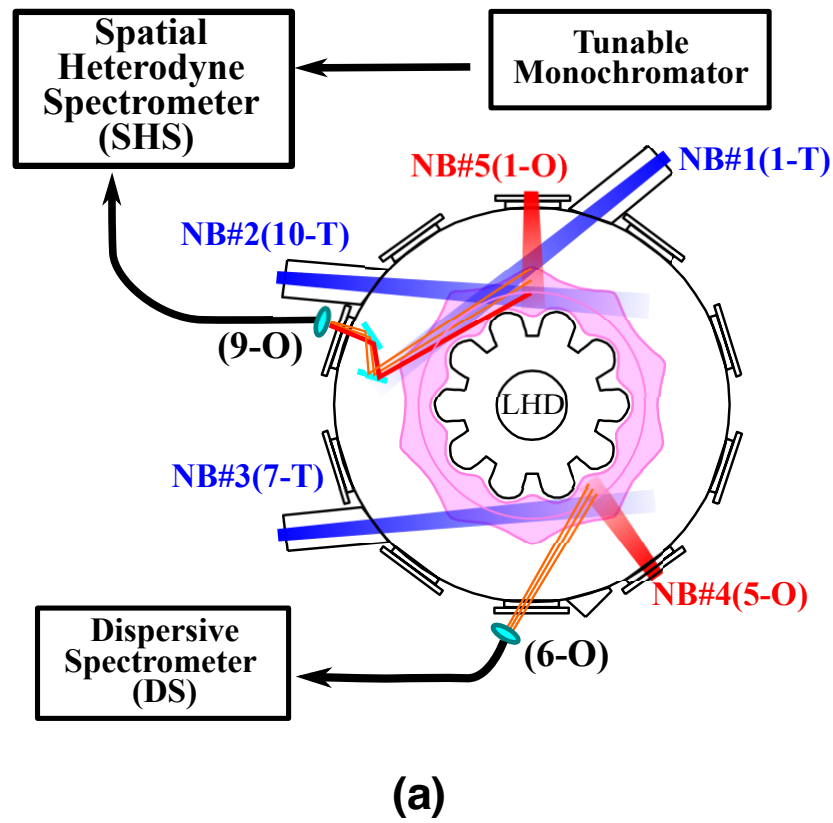 Spatial
Heterodyne
Spectrometer
(SHS)
Tunable
Monochromator
NB#5(1-O)
NB#1(1-T)
NB#2(10-T)
(9-O)
LHD
NB#3(7-T)
NB#4(5-O)
Dispersive
Spectrometer
(DS)
(6-O)
(a)